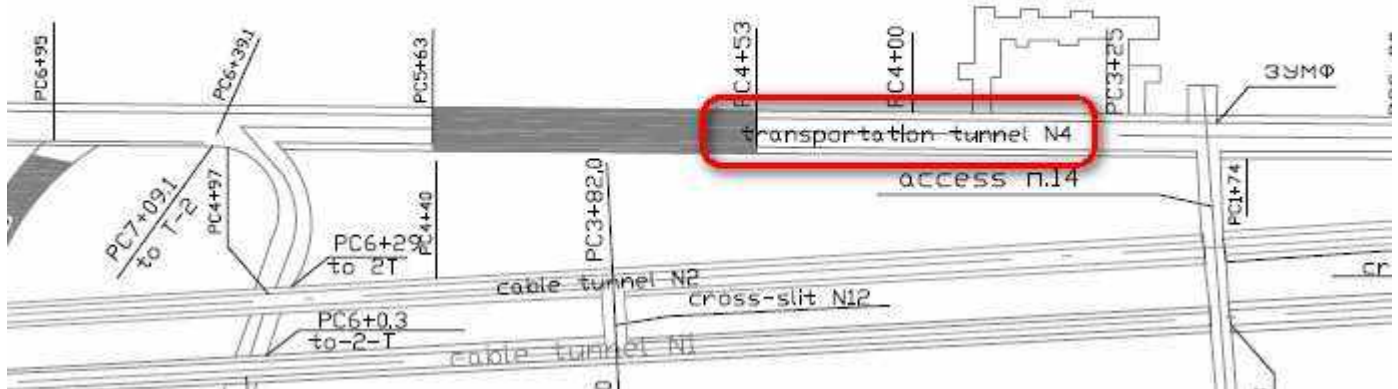 PC6+95
PC6+39,1
PC5+63
PC4+53
PC4+00
PC3+25
ЗУМФ
transportation tunnel N4
access п.14
PC7+09,1
to T-2
PC4+97
PC4+40
PC3+82,0
PC1+74
PC6+29
to 2T
cable tunnel N2
cross-slit N12
cr
PC6+0,3
to-2-T
cable tunnel N1